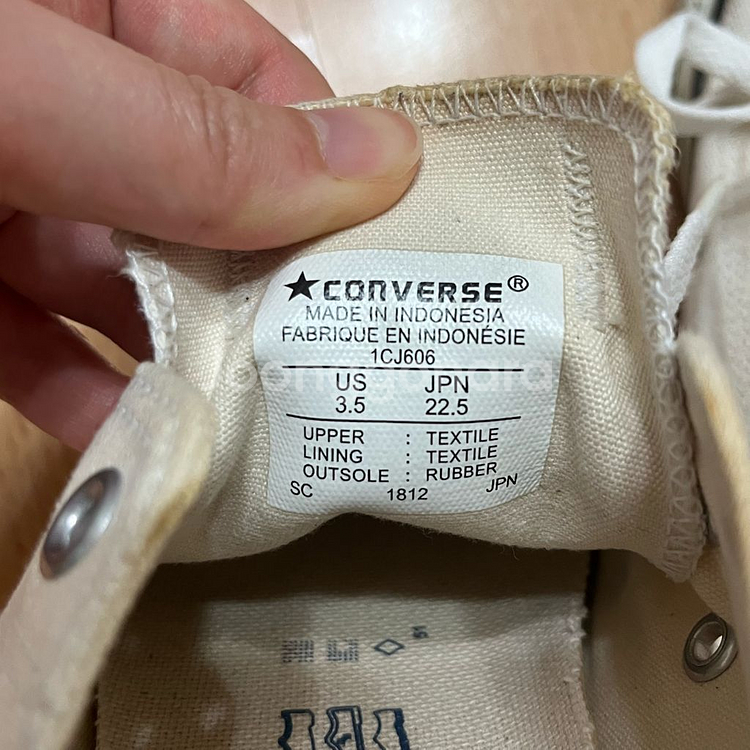 ★CONVERSE®
MADE IN INDONESIA
FABRIQUE EN INDONÉSIE
1CJ606
US JPN
3.5 22.5
UPPER : TEXTILE
LINING : TEXTILE
OUTSOLE : RUBBER
SC 1812 JPN